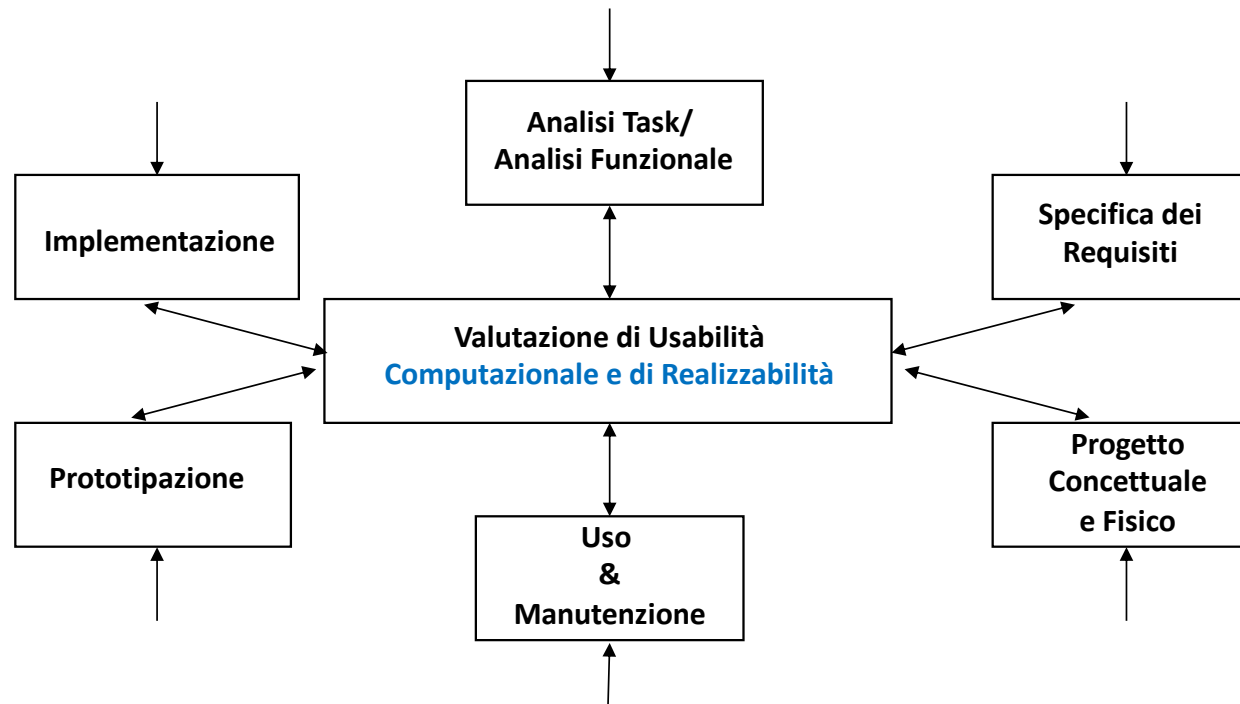 Analisi Task/
Analisi Funzionale
Implementazione
Specifica dei
Requisiti
Valutazione di Usabilità
Computazionale e di Realizzabilità
Prototipazione
Progetto
Concettuale
e Fisico
Uso
&
Manutenzione